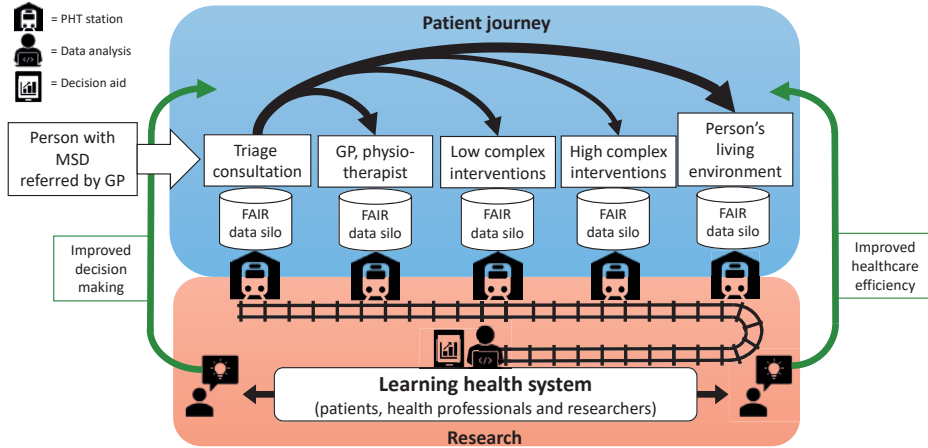 = PHT station
= Data analysis
= Decision aid
Patient journey
Person with
MSD
referred by GP
Triage
consultation
GP, physio-
therapist
Low complex
interventions
High complex
interventions
Person's
living
environment
FAIR
data silo
FAIR
data silo
FAIR
data silo
FAIR
data silo
FAIR
data silo
Improved
decision
making
Improved
healthcare
efficiency
</>
</>
Learning health system
(patients, health professionals and researchers)
Research